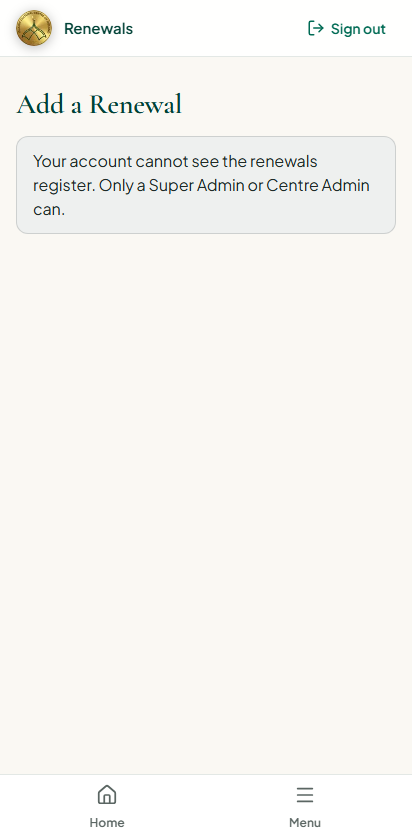 Renewals
Sign out
Add a Renewal
Your account cannot see the renewals
register. Only a Super Admin or Centre Admin
can.
Home
Menu